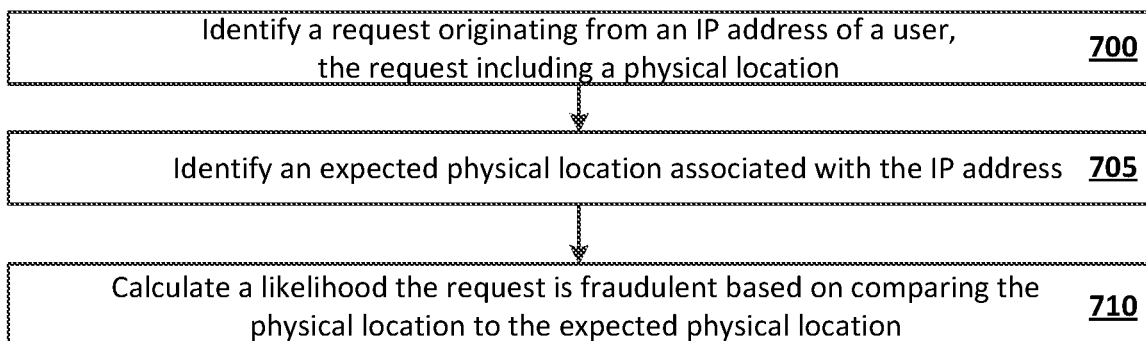 Identify a request originating from an IP address of a user,
the request including a physical location
700
Identify an expected physical location associated with the IP address 705
Calculate a likelihood the request is fraudulent based on comparing the
physical location to the expected physical location
710